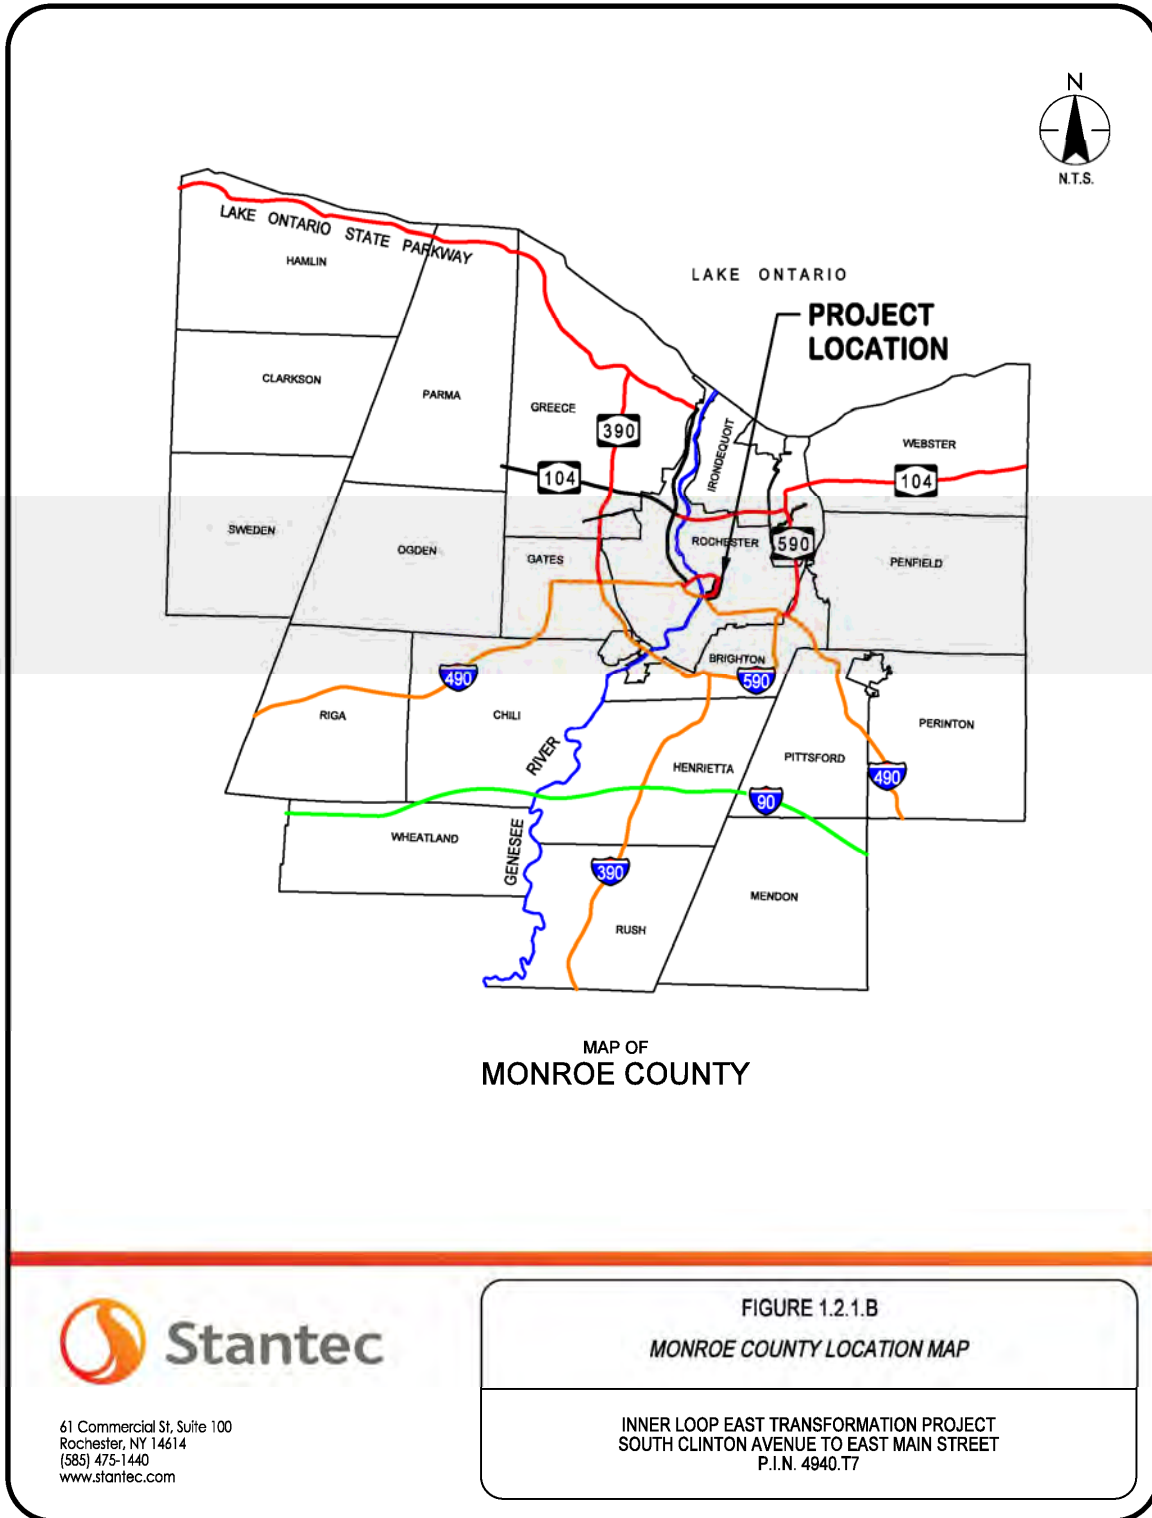 N
N.T.S.
LAKE ONTARIO STATE PARKWAY
HAMLIN
LAKE ONTARIO
PROJECT
LOCATION
CLARKSON
PARMA
GREECE
390
IRONDEQUOIT
WEBSTER
104
104
SWEDEN
OGDEN
GATES
ROCHESTER
590
PENFIELD
BRIGHTON
490
590
RIGA
CHILI
PERINTON
RIVER
HENRIETTA
PITTSFORD
490
90
WHEATLAND
GENESEE
390
MENDON
RUSH
MAP OF
MONROE COUNTY
Stantec
61 Commercial St, Suite 100
Rochester, NY 14614
(585) 475-1440
www.stantec.com
FIGURE 1.2.1.B
MONROE COUNTY LOCATION MAP
INNER LOOP EAST TRANSFORMATION PROJECT
SOUTH CLINTON AVENUE TO EAST MAIN STREET
P.I.N. 4940.T7